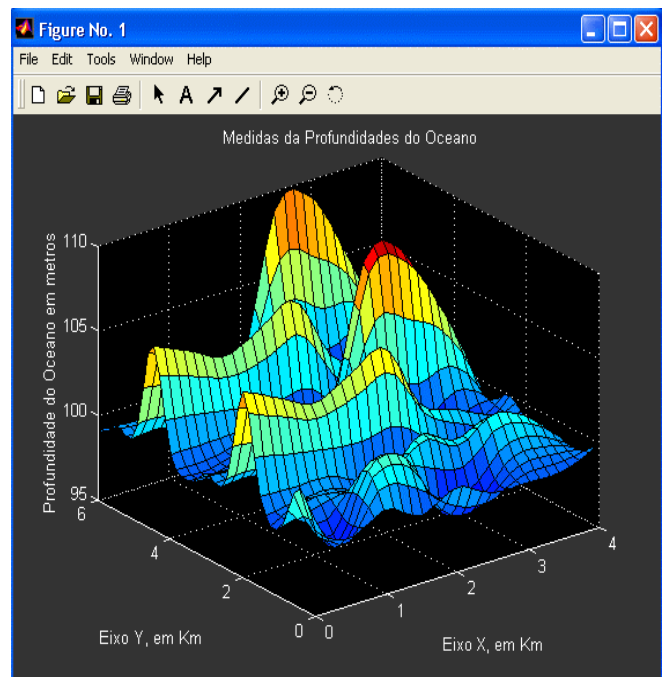 Figure No. 1
File Edit Tools Window Help
A
Medidas da Profundidades do Oceano
Profundidade do Oceano em metros
110
105
100
95
6
4
2
0
0
1
2
3
4
Eixo Y, em Km
Eixo X, em Km